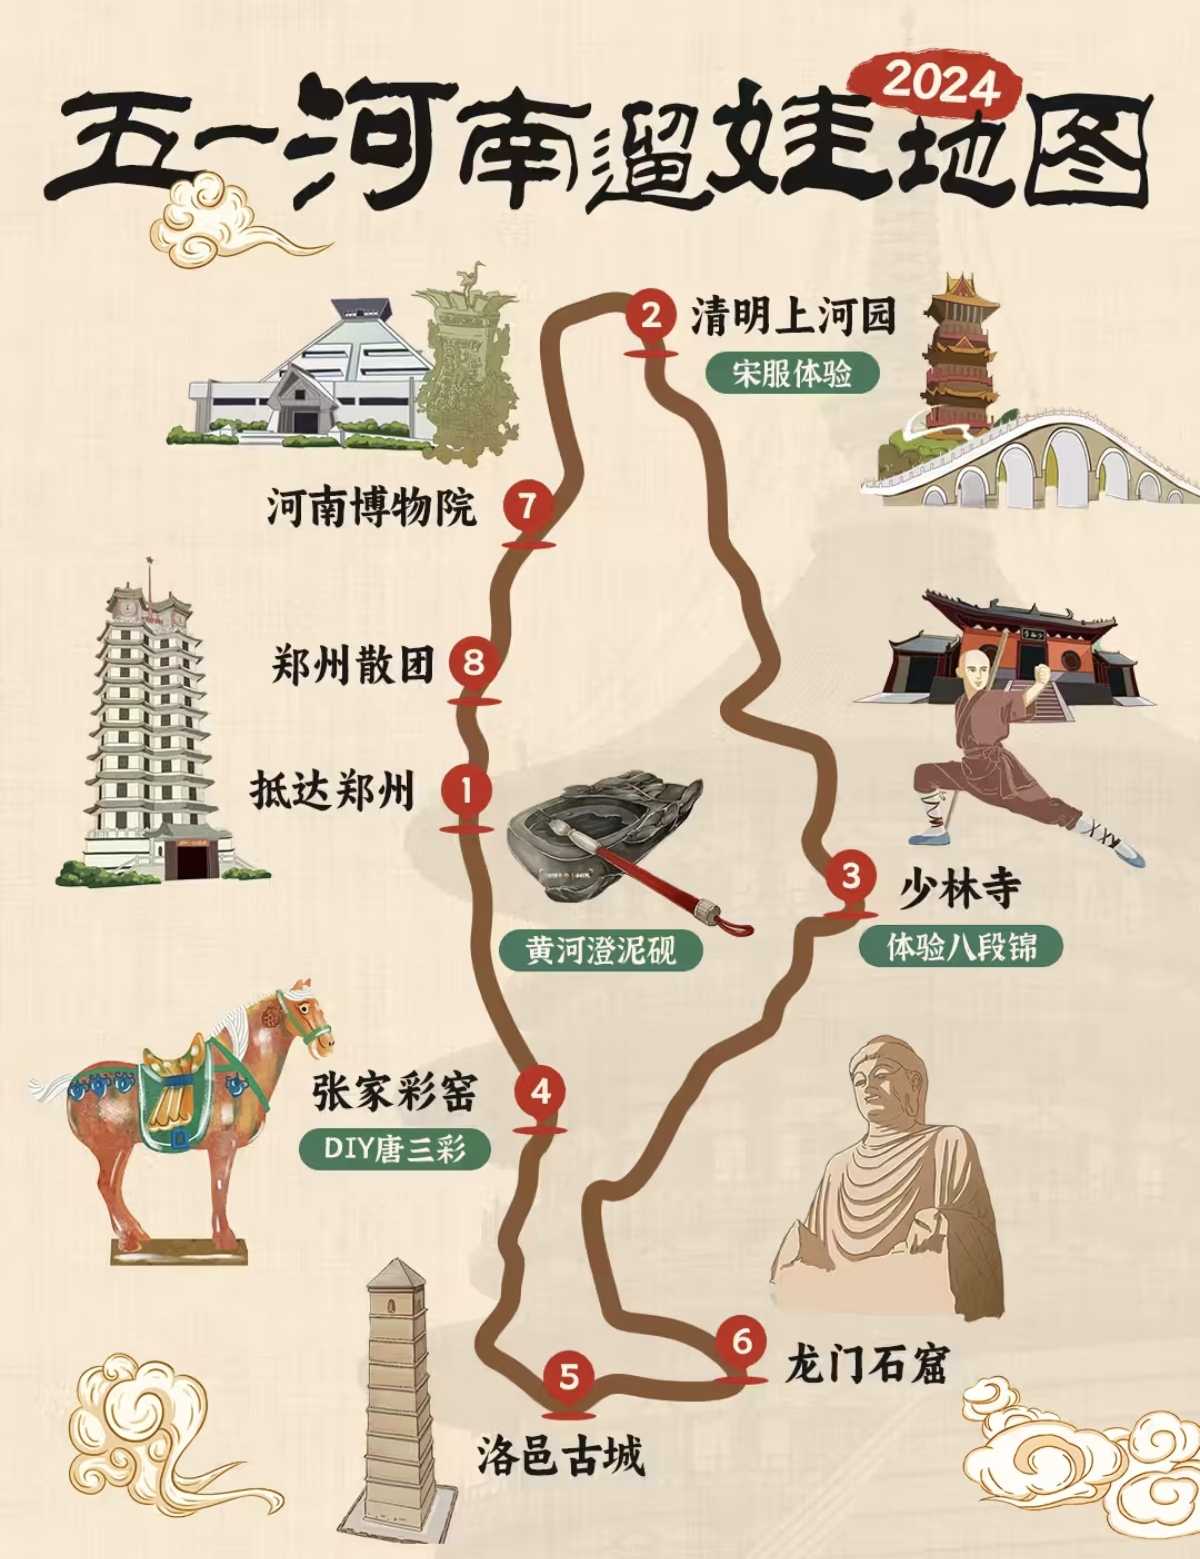 2024
五一河南遛娃地图
2
清明上河园
宋服体验
7
河南博物院
8
郑州散团
1
抵达郑州
3
少林寺
体验八段锦
黄河澄泥砚
4
张家彩窑
DIY唐三彩
6
龙门石窟
5
洛邑古城